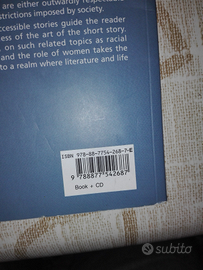 are either outwardly respectable
strictions imposed by society.
ccessible stories guide the reader
ess of the art of the short story.
, on such related topics as racial
and the role of women takes the
to a realm where literature and life
ISBN 978-88-7754-268-7-E
9 788877 542687
Book + CD
subito